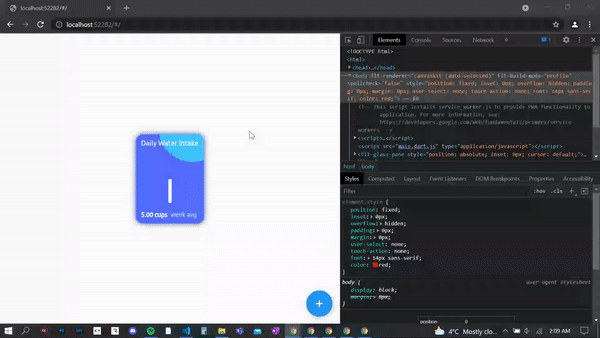 localhost:52282/#/
localhost:52282/#/
Elements
Console
Sources
Network
<!DOCTYPE html>
<html>
<head>…</head>
<body flt-renderer="canvaskit (auto-selected)" flt-build-mode="profile"
spellcheck="false" style="position: fixed; inset: 0px; overflow: hidden; padding:
0px; margin: 0px; user-select: none; touch-action: none; font: 14px sans-serif;
color: red;">
<!-- This script installs service_worker.js to provide PWA functionality to
application. For more information, see:
https://developers.google.com/web/fundamentals/primers/service
workers -->
<script>…</script>
<script src="main.dart.js" type="application/javascript"></script>
<flt-glass-pane style="position: absolute; inset: 0px; cursor: default;">…
html body
Styles
Computed
Layout
Event Listeners
DOM Breakpoints
Properties
Accessibility
Filter
:hov .cls
element.style {
position: fixed;
inset: 0px;
overflow: hidden;
padding: 0px;
margin: 0px;
user-select: none;
touch-action: none;
font: 14px sans-serif;
color: red;
}
body {
user agent stylesheet
display: block;
margin: 8px;
}
position
0
Daily Water Intake
5.00 cups week avg
+
4°C Mostly clo...
2:09 AM